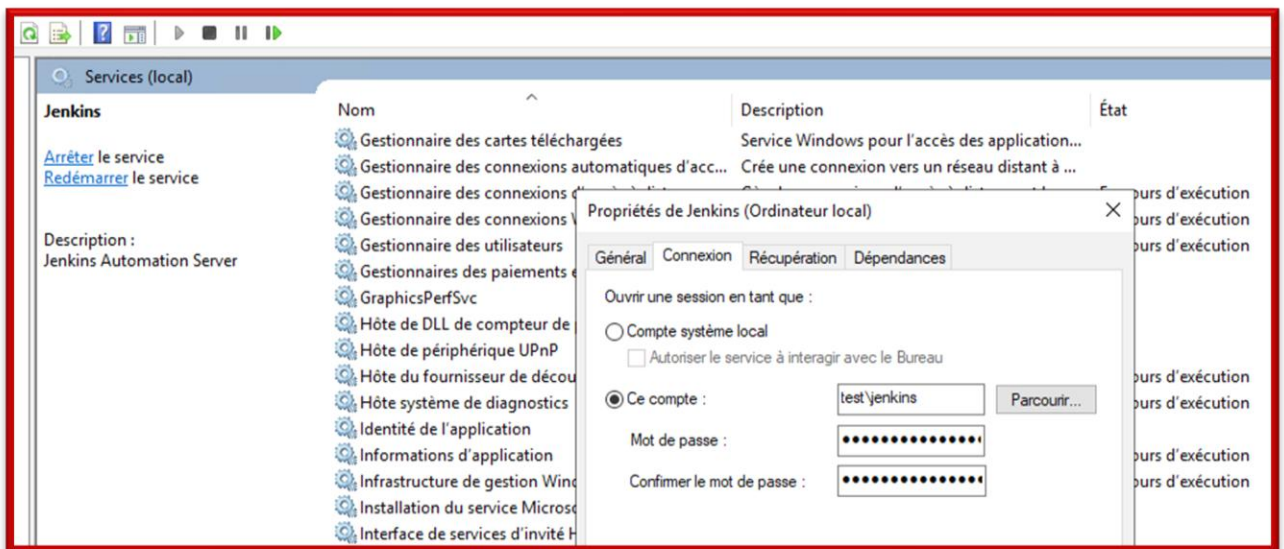 Services (local)
Jenkins
Arrêter le service
Redémarrer le service
Description :
Jenkins Automation Server
Nom Description État
Gestionnaire des cartes téléchargées Service Windows pour l'accès des application...
Gestionnaire des connexions automatiques d'acc... Crée une connexion vers un réseau distant à ...
Gestionnaire des connexions
Gestionnaire des connexions
Gestionnaire des utilisateurs
Gestionnaires des paiements e
GraphicsPerfSvc
Hôte de DLL de compteur de
Hôte de périphérique UPnP
Hôte du fournisseur de décou
Hôte système de diagnostics
Identité de l'application
Informations d'application
Infrastructure de gestion Wind
Installation du service Microso
Interface de services d'invité H
Propriétés de Jenkins (Ordinateur local)
Général Connexion Récupération Dépendances
Ouvrir une session en tant que :
Compte système local
Autoriser le service à interagir avec le Bureau
Ce compte : test\jenkins Parcourir...
Mot de passe : •••••••••••••••
Confirmer le mot de passe : •••••••••••••••
ours d'exécution
ours d'exécution
ours d'exécution
ours d'exécution
ours d'exécution
ours d'exécution
ours d'exécution